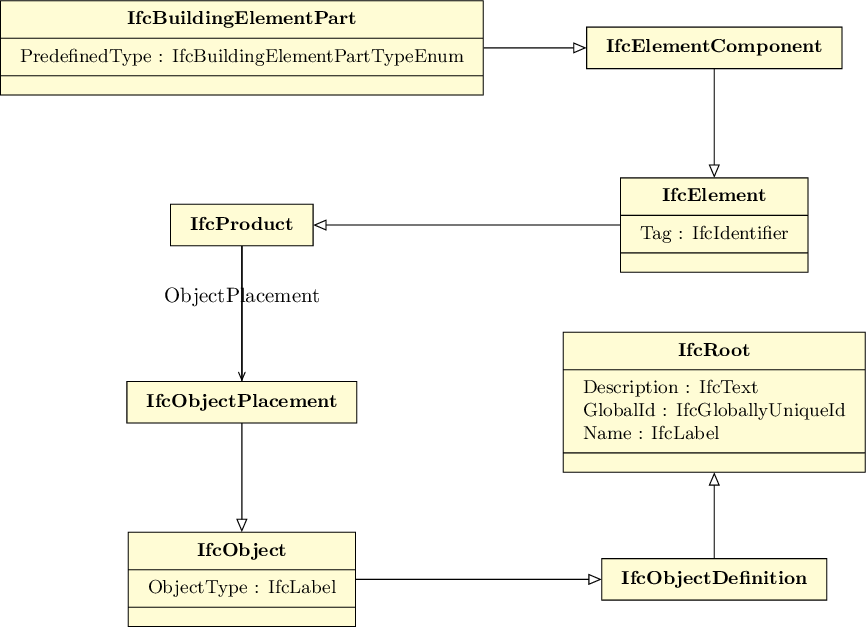 IfcBuildingElementPart
PredefinedType : IfcBuildingElementPartTypeEnum
IfcElementComponent
IfcElement
Tag : IfcIdentifier
IfcProduct
ObjectPlacement
IfcRoot
Description : IfcText
GlobalId : IfcGloballyUniqueId
Name : IfcLabel
IfcObjectPlacement
IfcObject
ObjectType : IfcLabel
IfcObjectDefinition